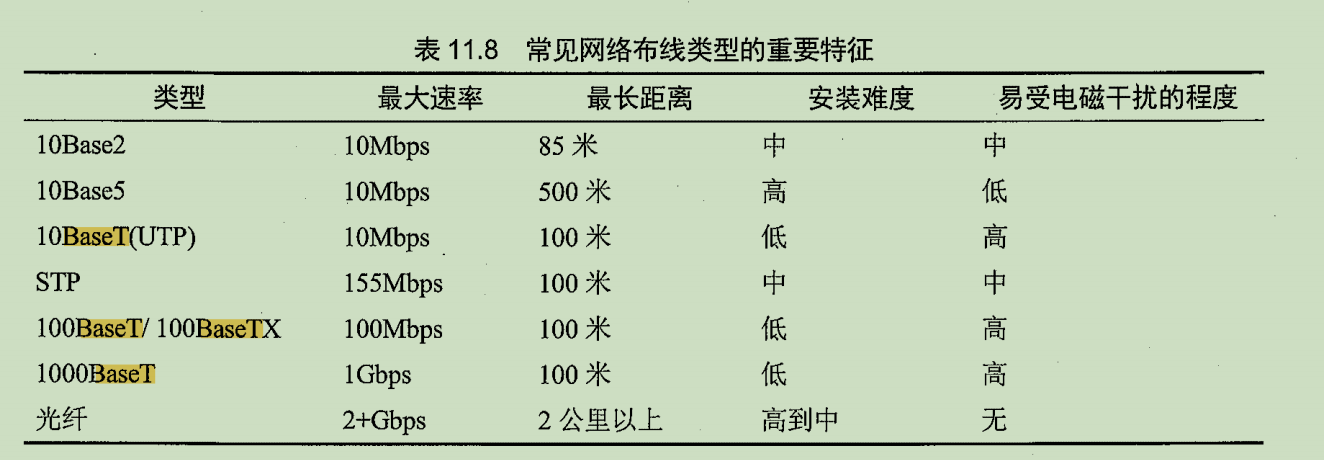 表 11.8 常见网络布线类型的重要特征
类型 最大速率 最长距离 安装难度 易受电磁干扰的程度
10Base2 10Mbps 85 米 中 中
10Base5 10Mbps 500 米 高 低
10BaseT(UTP) 10Mbps 100 米 低 高
STP 155Mbps 100 米 中 中
100BaseT/ 100BaseTX 100Mbps 100 米 低 高
1000BaseT 1Gbps 100 米 低 高
光纤 2+Gbps 2 公里以上 高到中 无